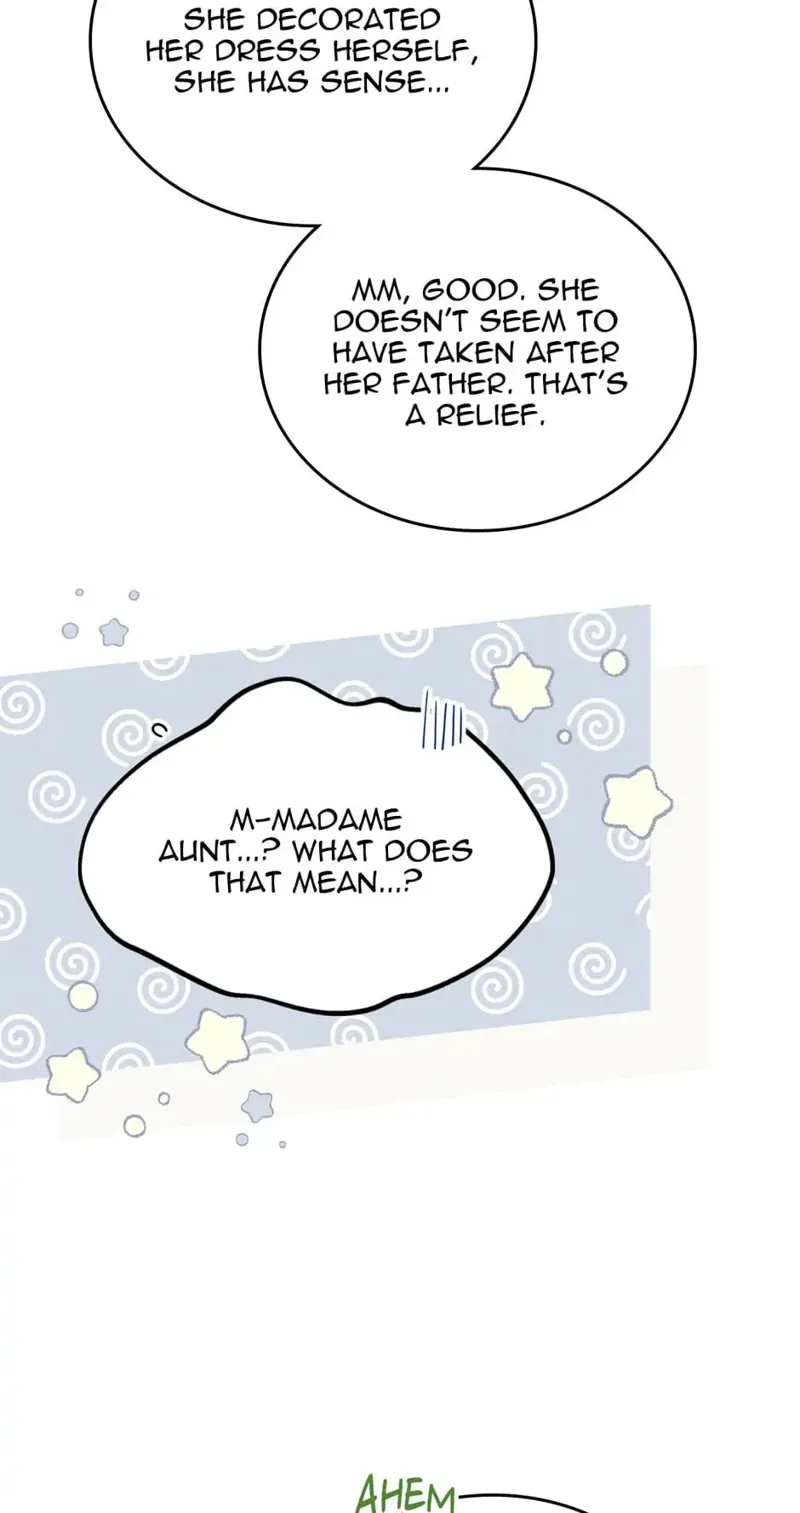 SHE DECORATED
HER DRESS HERSELF,
SHE HAS SENSE...
MM, GOOD. SHE
DOESN'T SEEM TO
HAVE TAKEN AFTER
HER FATHER. THAT'S
A RELIEF.
M-MADAME
AUNT...? WHAT DOES
THAT MEAN...?
AHEM